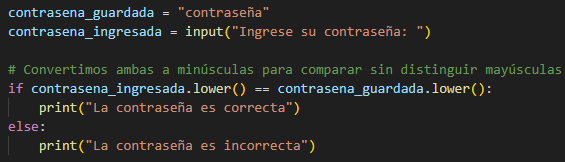 contrasena_guardada = "contraseña"
contrasena_ingresada = input("Ingrese su contraseña: ")
# Convertimos ambas a minúsculas para comparar sin distinguir mayúsculas
if contrasena_ingresada.lower() == contrasena_guardada.lower():
    print("La contraseña es correcta")
else:
    print("La contraseña es incorrecta")